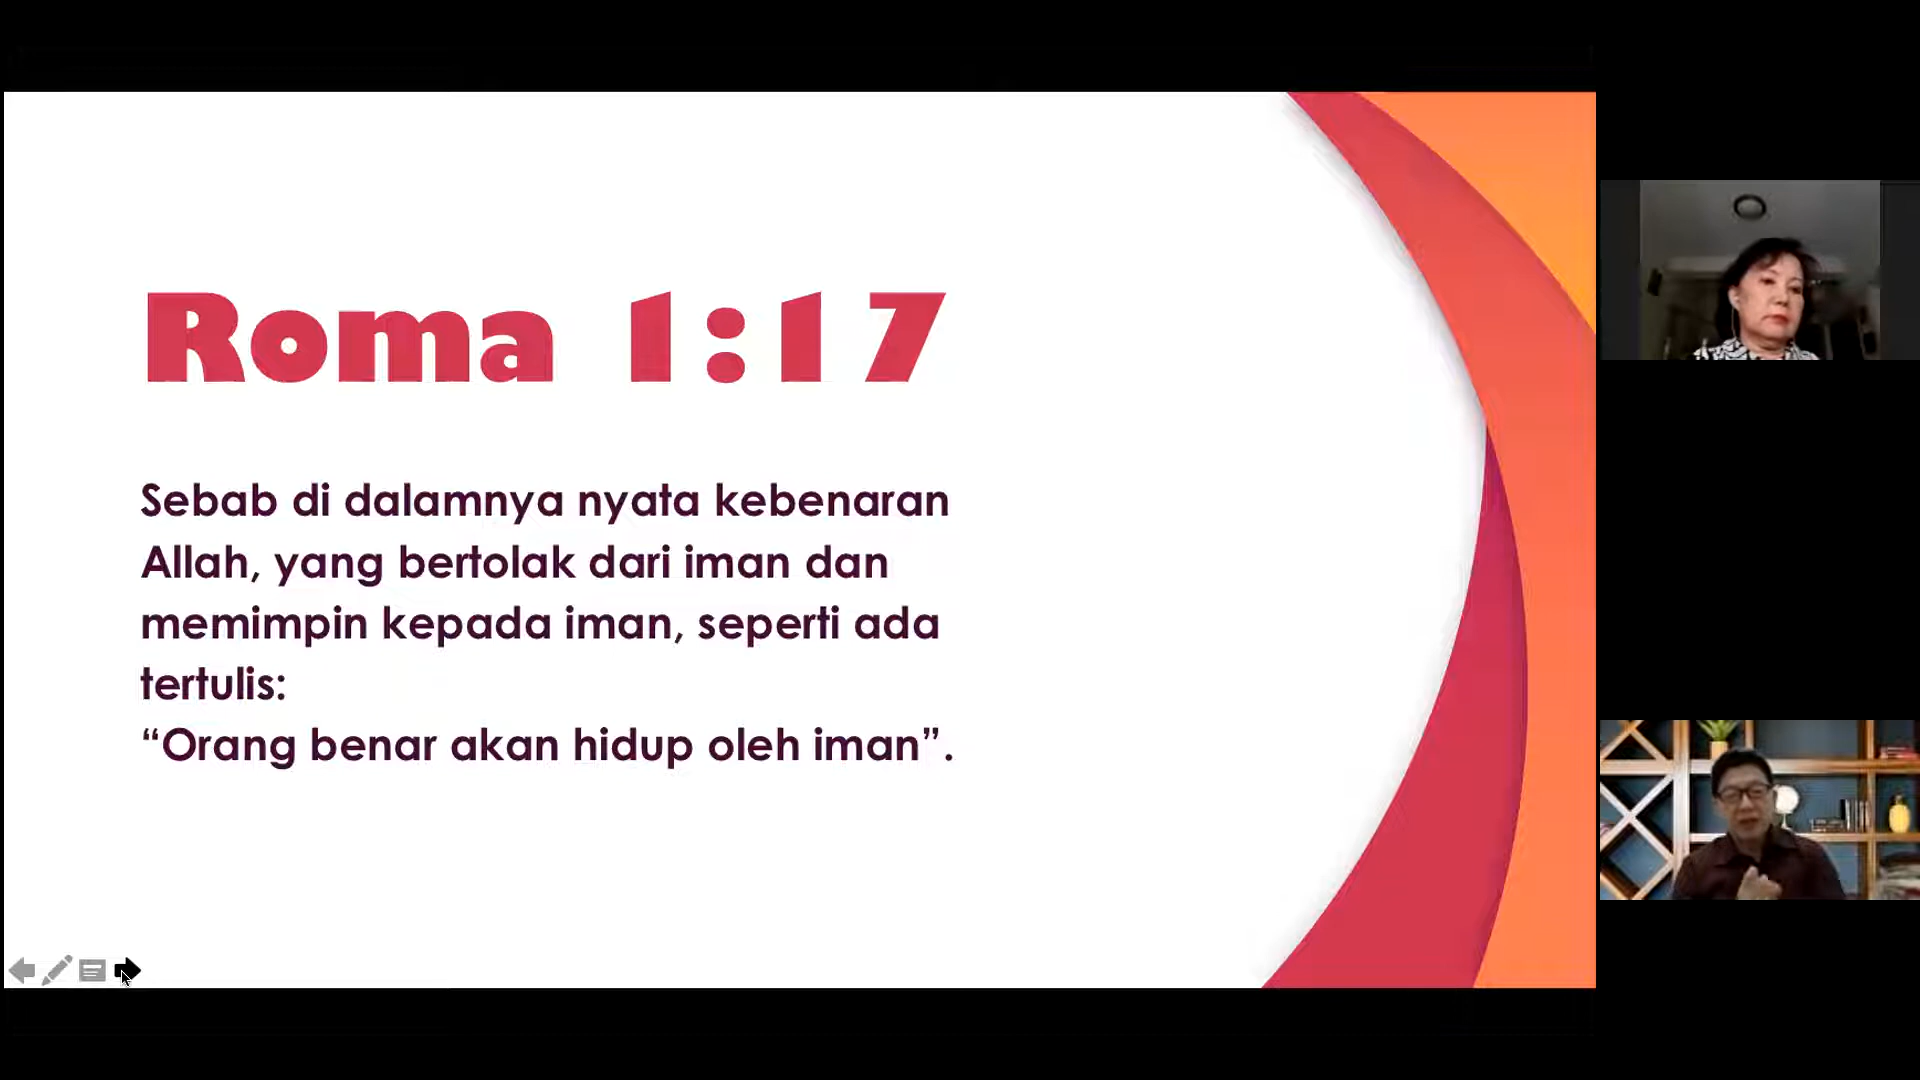 Roma 1:17
Sebab di dalamnya nyata kebenaran
Allah, yang bertolak dari iman dan
memimpin kepada iman, seperti ada
tertulis:
“Orang benar akan hidup oleh iman”.